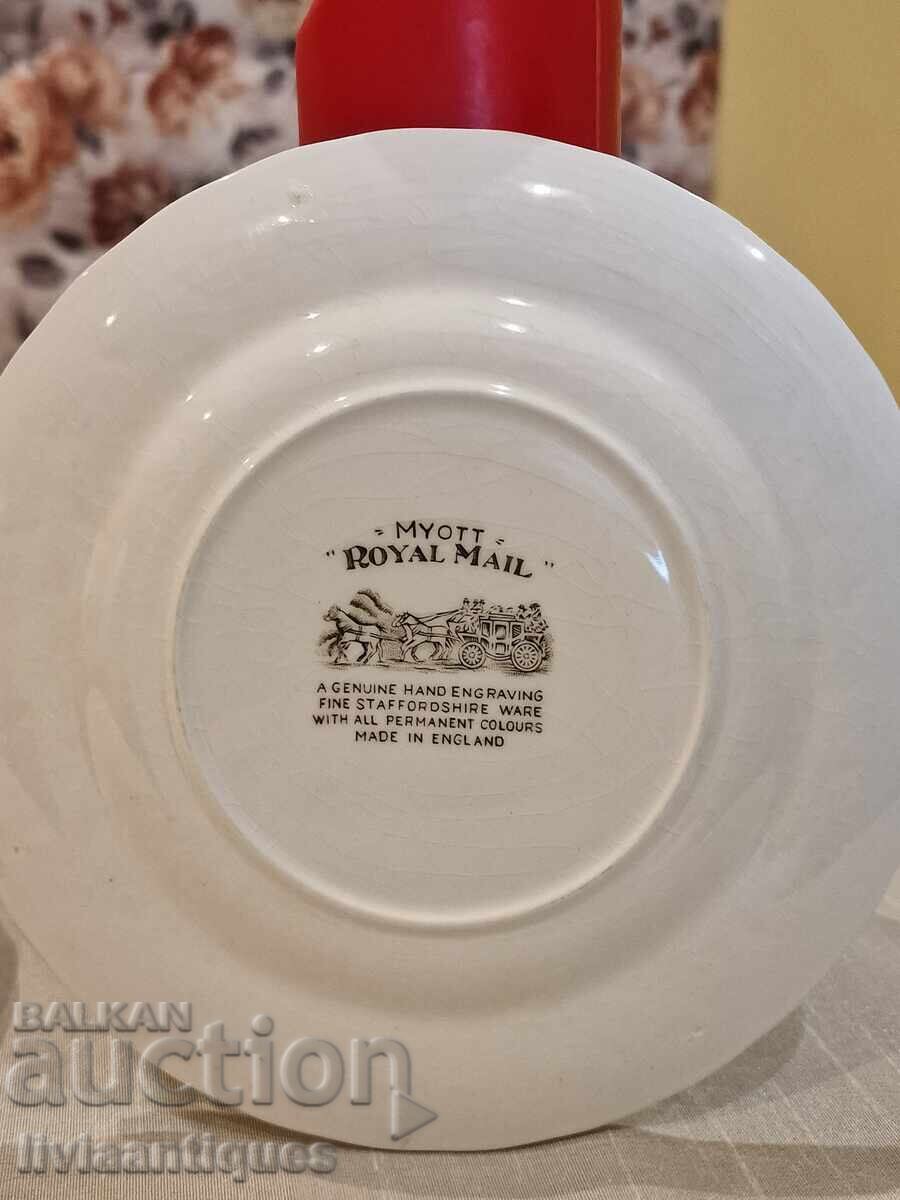 MYOTT
"ROYAL MAIL"
A GENUINE HAND ENGRAVING
FINE STAFFORDSHIRE WARE
WITH ALL PERMANENT COLOURS
MADE IN ENGLAND
BALKAN
auction
liviaantiques